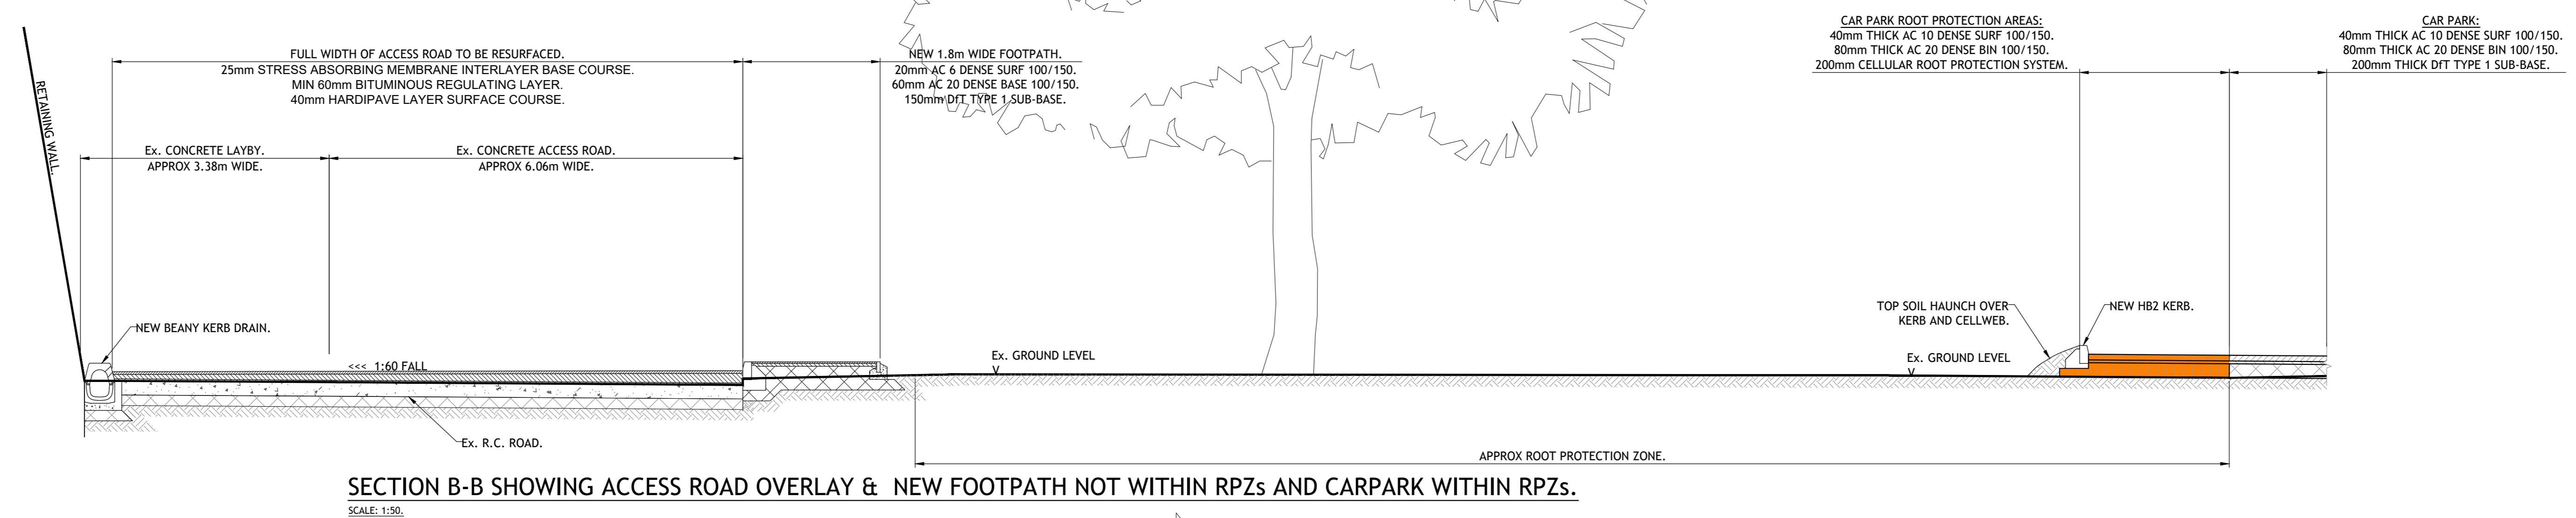 RETAINING WALL.
FULL WIDTH OF ACCESS ROAD TO BE RESURFACED.
25mm STRESS ABSORBING MEMBRANE INTERLAYER BASE COURSE.
MIN 60mm BITUMINOUS REGULATING LAYER.
40mm HARDIPAVE LAYER SURFACE COURSE.
NEW 1.8m WIDE FOOTPATH.
20mm AC 6 DENSE SURF 100/150.
60mm AC 20 DENSE BASE 100/150.
150mm DfT TYPE 1 SUB-BASE.
CAR PARK ROOT PROTECTION AREAS:
40mm THICK AC 10 DENSE SURF 100/150.
80mm THICK AC 20 DENSE BIN 100/150.
200mm CELLULAR ROOT PROTECTION SYSTEM.
CAR PARK:
40mm THICK AC 10 DENSE SURF 100/150.
80mm THICK AC 20 DENSE BIN 100/150.
200mm THICK DfT TYPE 1 SUB-BASE.
Ex. CONCRETE LAYBY.
APPROX 3.38m WIDE.
Ex. CONCRETE ACCESS ROAD.
APPROX 6.06m WIDE.
NEW BEANY KERB DRAIN.
<<< 1:60 FALL
Ex. R.C. ROAD.
Ex. GROUND LEVEL
V
TOP SOIL HAUNCH OVER
KERB AND CELLWEB.
NEW HB2 KERB.
Ex. GROUND LEVEL
V
APPROX ROOT PROTECTION ZONE.
SECTION B-B SHOWING ACCESS ROAD OVERLAY & NEW FOOTPATH NOT WITHIN RPZs AND CARPARK WITHIN RPZs.
SCALE: 1:50.